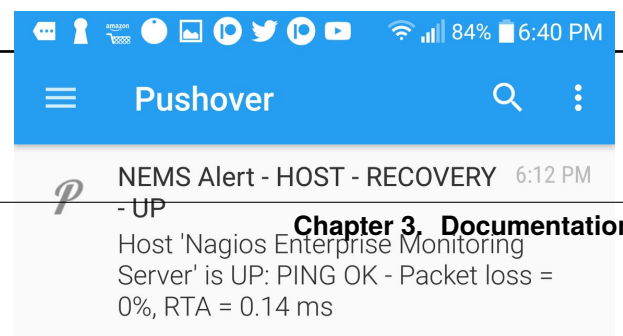 84% 6:40 PM
Pushover
NEMS Alert - HOST - RECOVERY 6:12 PM
- UP
Chapter 3. Documentation
Host 'Nagios Enterprise Monitoring
Server' is UP: PING OK - Packet loss =
0%, RTA = 0.14 ms